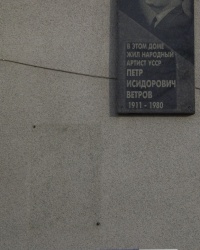 В ЭТОМ ДОМЕ
ЖИЛ НАРОДНЫЙ
АРТИСТ УССР
ПЕТР
ИСИДОРОВИЧ
ВЕТРОВ
1911 - 1980